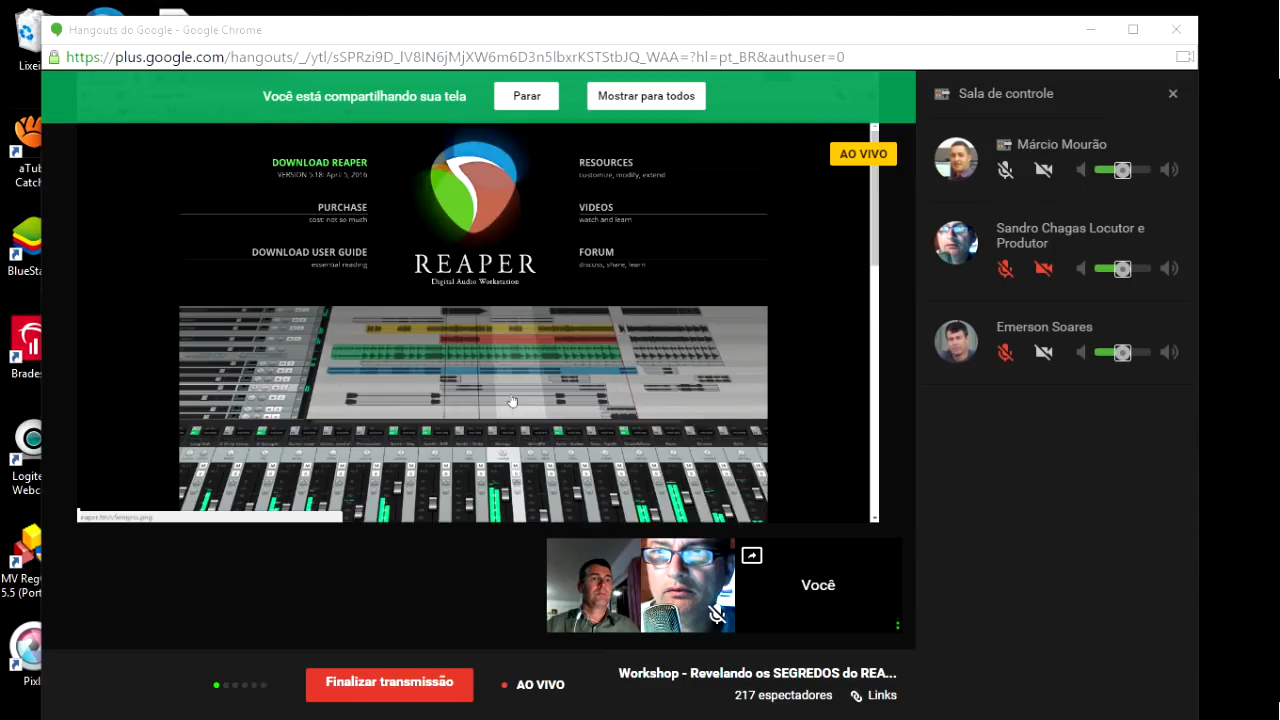 Lixei
aTub
Catch
BlueSta
Brades
Logite
Webc
MV Reg
5.5 (Port
Pixl
Hangouts do Google - Google Chrome
https://plus.google.com/hangouts/_/ytl/sSPRzi9D_lV8IN6jMjXW6m6D3n5lbxrKSTStbJQ_WAA=?hl=pt_BR&authuser=0
Você está compartilhando sua tela
Parar
Mostrar para todos
AO VIVO
DOWNLOAD REAPER
VERSION 5.18: April 5, 2016
PURCHASE
cost: not so much
DOWNLOAD USER GUIDE
essential reading
REAPER
Digital Audio Workstation
RESOURCES
customize, modify, extend
VIDEOS
watch and learn
FORUM
discuss, share, learn
Você
Finalizar transmissão
AO VIVO
Workshop - Revelando os SEGREDOS do REA...
217 espectadores
Links
Sala de controle
Márcio Mourão
Sandro Chagas Locutor e
Produtor
Emerson Soares